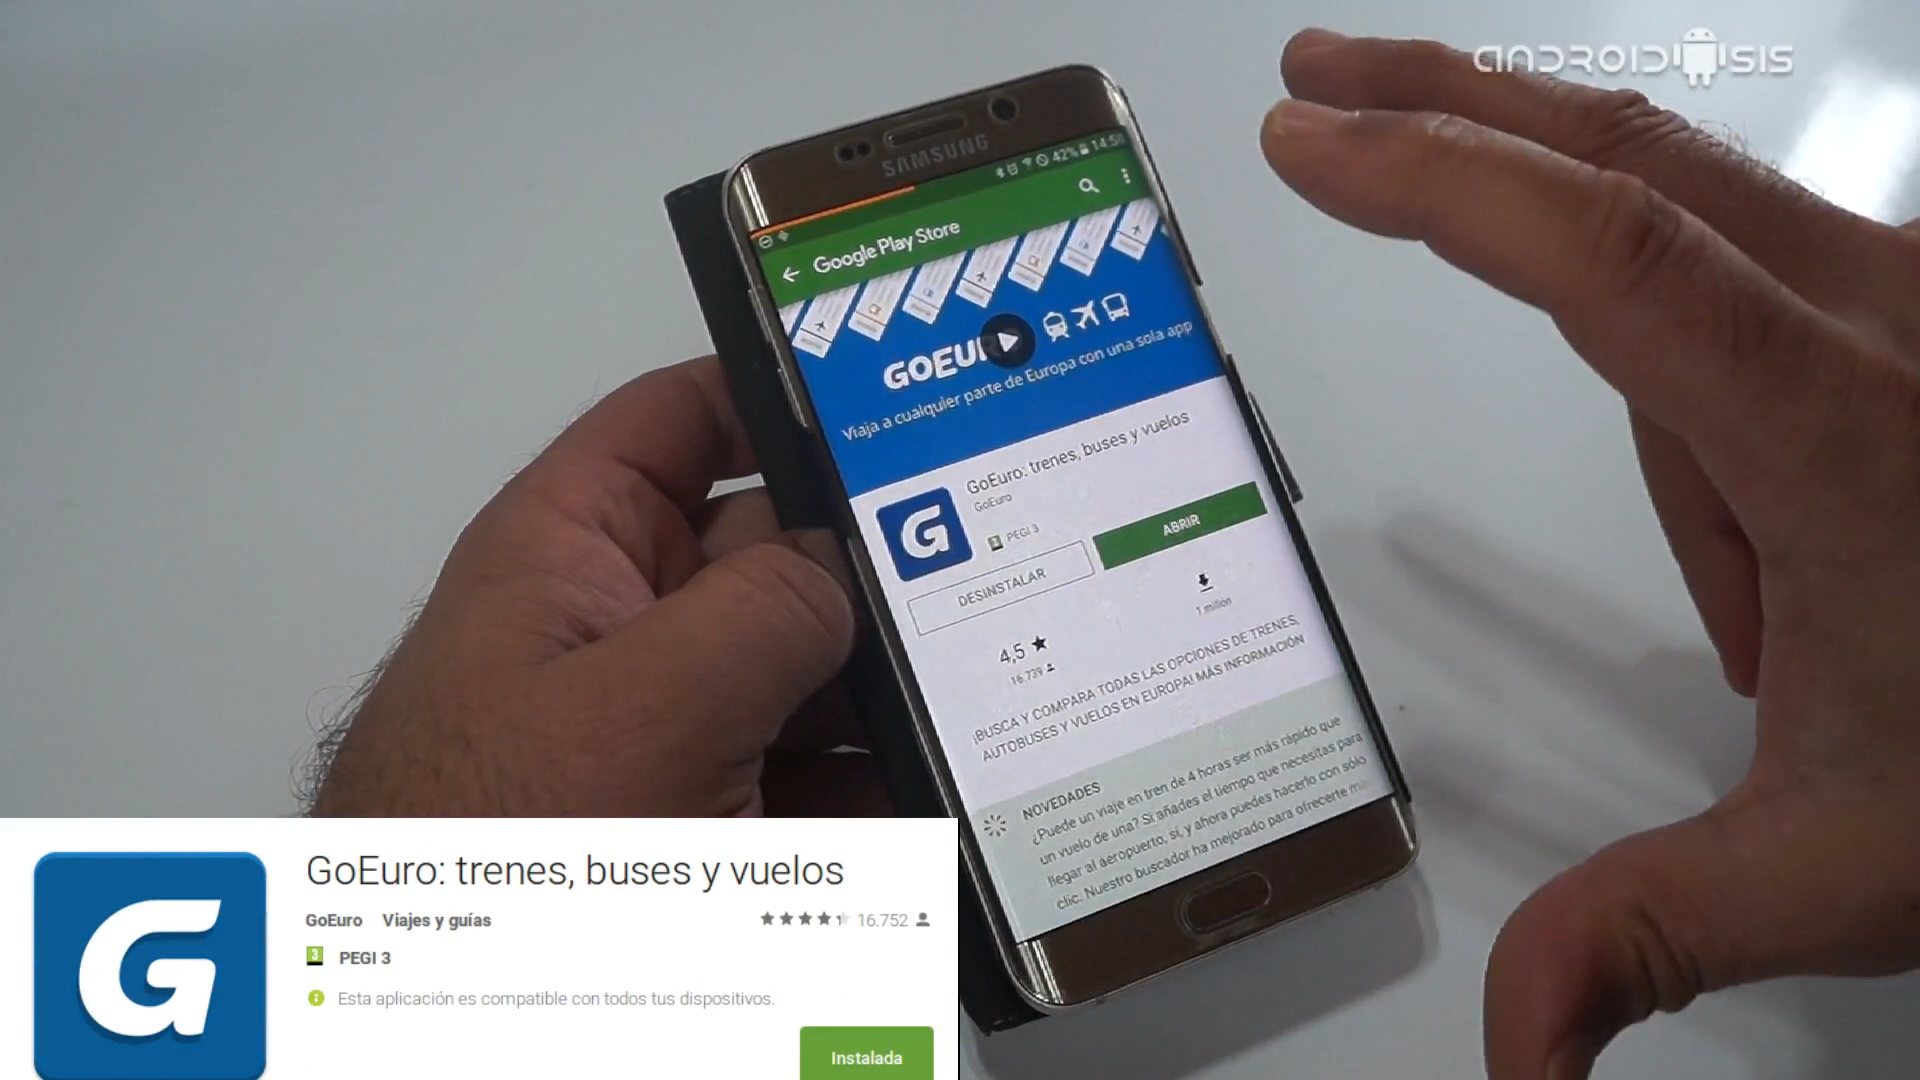 ANDROIDSIS
SAMSUNG
42% 14:5
Google Play Store
GOEU
Viaja a cualquier parte de Europa con una sola app
GoEuro: trenes, buses y vuelos
GoEuro
3 PEGI 3
DESINSTALAR
ABRIR
4,5
16.739
1 millón
¡BUSCA Y COMPARA TODAS LAS OPCIONES DE TRENES,
AUTOBUSES Y VUELOS EN EUROPA! MÁS INFORMACIÓN
NOVEDADES
¿Puede un viaje en tren de 4 horas ser más rápido que
un vuelo de una? Si añades el tiempo que necesitas para
llegar al aeropuerto, sí, y ahora puedes hacerlo con sólo
clic. Nuestro buscador ha mejorado para ofrecerte
G
GoEuro: trenes, buses y vuelos
GoEuro Viajes y guías
16.752
3 PEGI 3
Esta aplicación es compatible con todos tus dispositivos.
Instalada
G